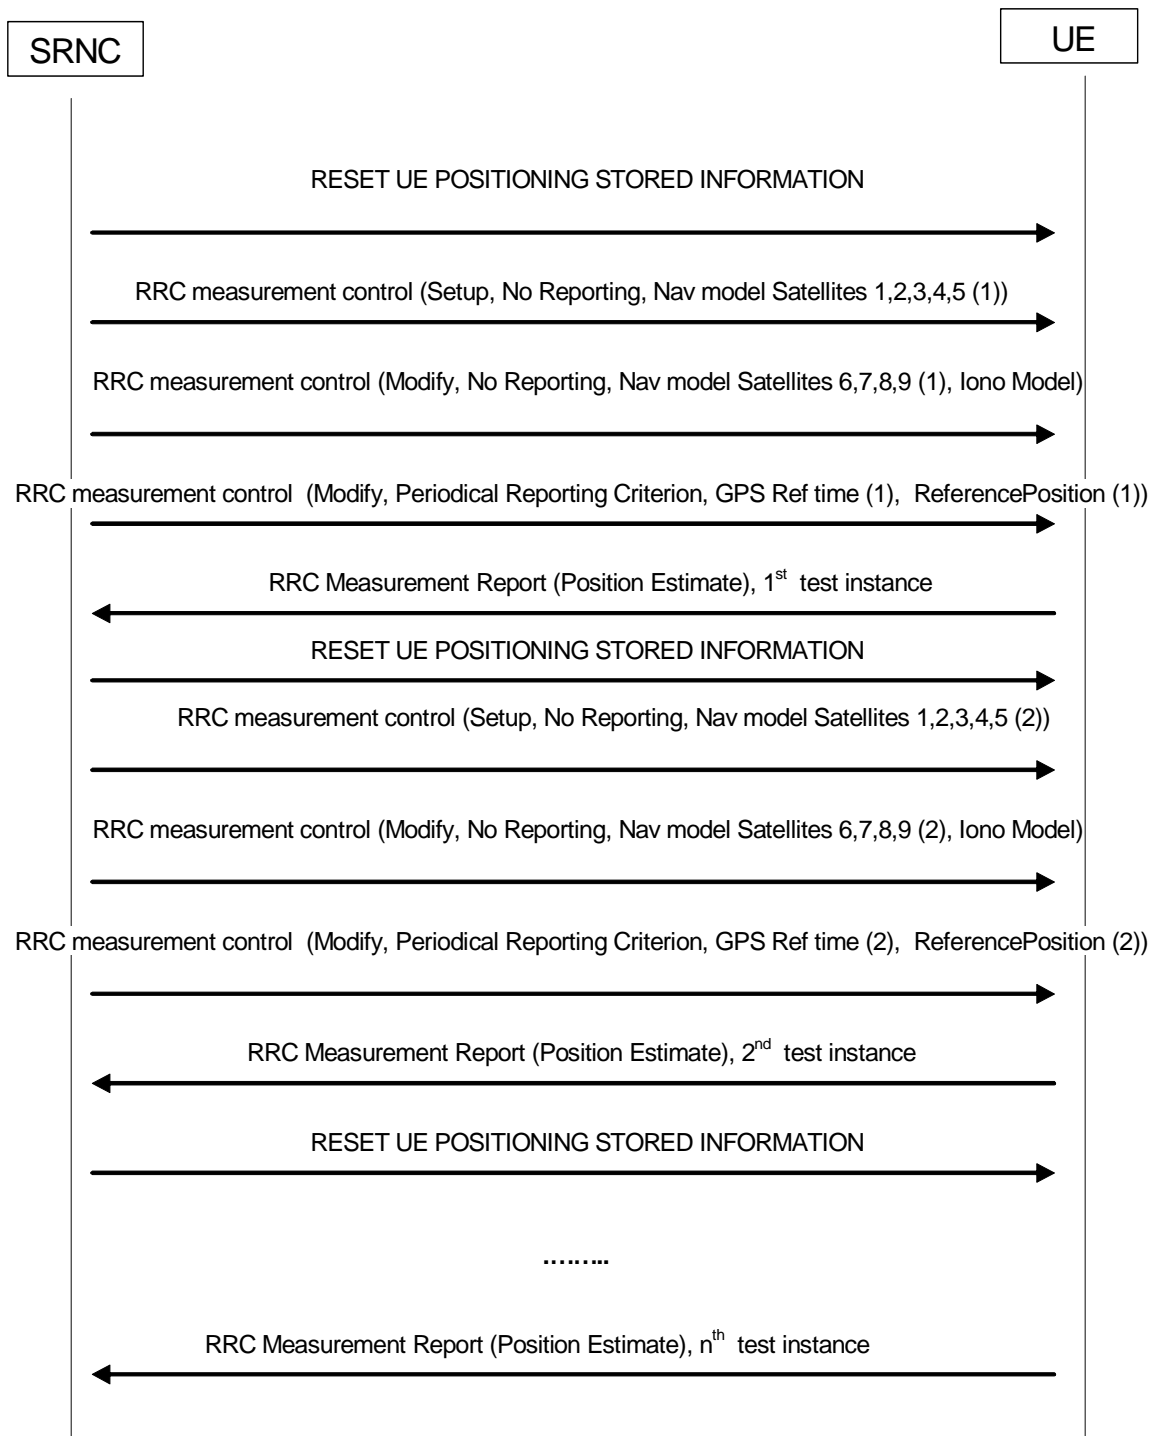 SRNC
UE
RESET UE POSITIONING STORED INFORMATION
RRC measurement control (Setup, No Reporting, Nav model Satellites 1,2,3,4,5 (1))
RRC measurement control (Modify, No Reporting, Nav model Satellites 6,7,8,9 (1), Iono Model)
RRC measurement control (Modify, Periodical Reporting Criterion, GPS Ref time (1), ReferencePosition (1))
RRC Measurement Report (Position Estimate), 1st test instance
RESET UE POSITIONING STORED INFORMATION
RRC measurement control (Setup, No Reporting, Nav model Satellites 1,2,3,4,5 (2))
RRC measurement control (Modify, No Reporting, Nav model Satellites 6,7,8,9 (2), Iono Model)
RRC measurement control (Modify, Periodical Reporting Criterion, GPS Ref time (2), ReferencePosition (2))
RRC Measurement Report (Position Estimate), 2nd test instance
RESET UE POSITIONING STORED INFORMATION
.........
RRC Measurement Report (Position Estimate), nth test instance